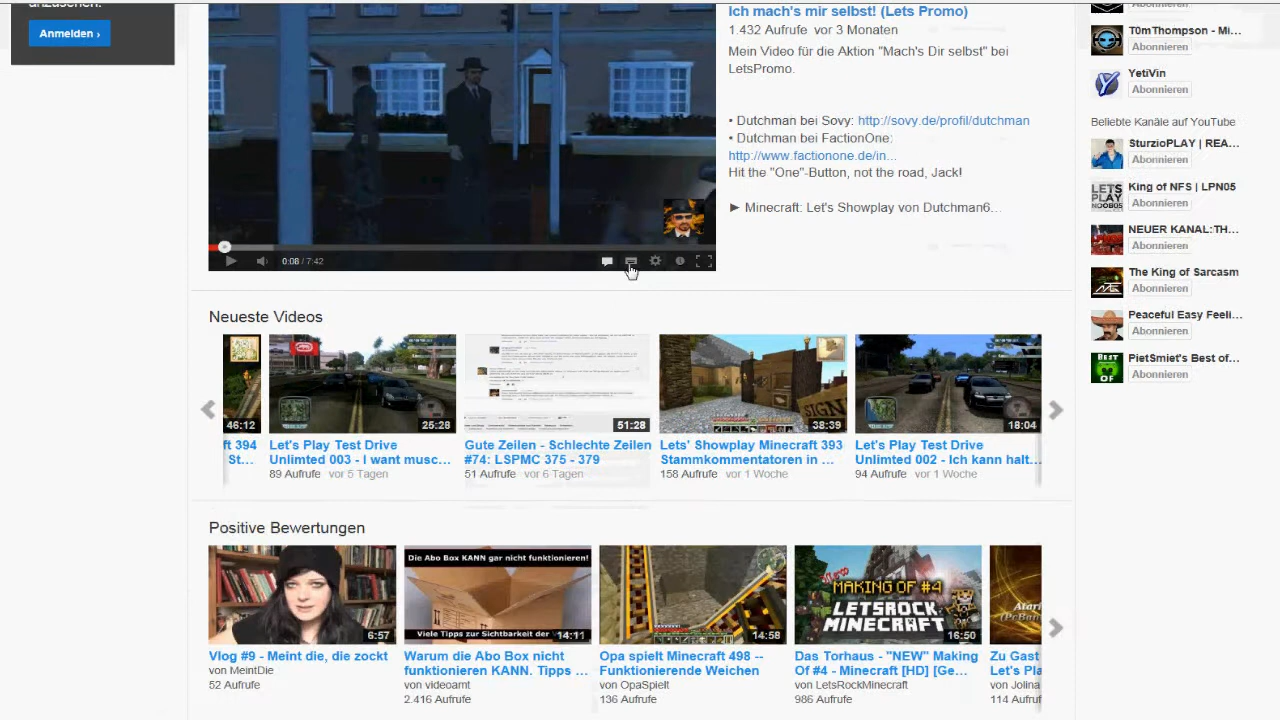 anzusehen.
Anmelden ›
Ich mach's mir selbst! (Lets Promo)
1.432 Aufrufe vor 3 Monaten
Mein Video für die Aktion "Mach's Dir selbst" bei
LetsPromo.
• Dutchman bei Sovy: http://sovy.de/profil/dutchman
• Dutchman bei FactionOne:
http://www.factionone.de/in...
Hit the "One"-Button, not the road, Jack!
► Minecraft: Let's Showplay von Dutchman6...
0:08 / 7:42
Abonnieren
T0mThompson - Mi...
Abonnieren
YetiVin
Abonnieren
Beliebte Kanäle auf YouTube
SturzioPLAY | REA...
Abonnieren
LETS PLAY NOOB05
King of NFS | LPN05
Abonnieren
NEUER KANAL:TH...
Abonnieren
The King of Sarcasm
Abonnieren
Peaceful Easy Feeli...
Abonnieren
BEST OF
PietSmiet's Best of...
Abonnieren
Neueste Videos
46:12
25:28
51:28
SIGN
38:39
18:04
ft 394
St...
Let's Play Test Drive
Unlimted 003 - I want musc...
89 Aufrufe vor 5 Tagen
Gute Zeilen - Schlechte Zeilen
#74: LSPMC 375 - 379
51 Aufrufe vor 6 Tagen
Lets' Showplay Minecraft 393
Stammkommentatoren in ...
158 Aufrufe vor 1 Woche
Let's Play Test Drive
Unlimted 002 - Ich kann halt...
94 Aufrufe vor 1 Woche
Positive Bewertungen
6:57
Die Abo Box KANN gar nicht funktionieren!
Viele Tipps zur Sichtbarkeit der
14:11
14:58
MAKING OF #4
LETSROCK
MINECRAFT
16:50
Atari
Vlog #9 - Meint die, die zockt
von MeintDie
52 Aufrufe
Warum die Abo Box nicht
funktionieren KANN. Tipps ...
von videoamt
2.416 Aufrufe
Opa spielt Minecraft 498 --
Funktionierende Weichen
von OpaSpielt
136 Aufrufe
Das Torhaus - "NEW" Making
Of #4 - Minecraft [HD] [Ge...
von LetsRockMinecraft
986 Aufrufe
Zu Gast
Let's Pla
von Jolina
114 Aufruf